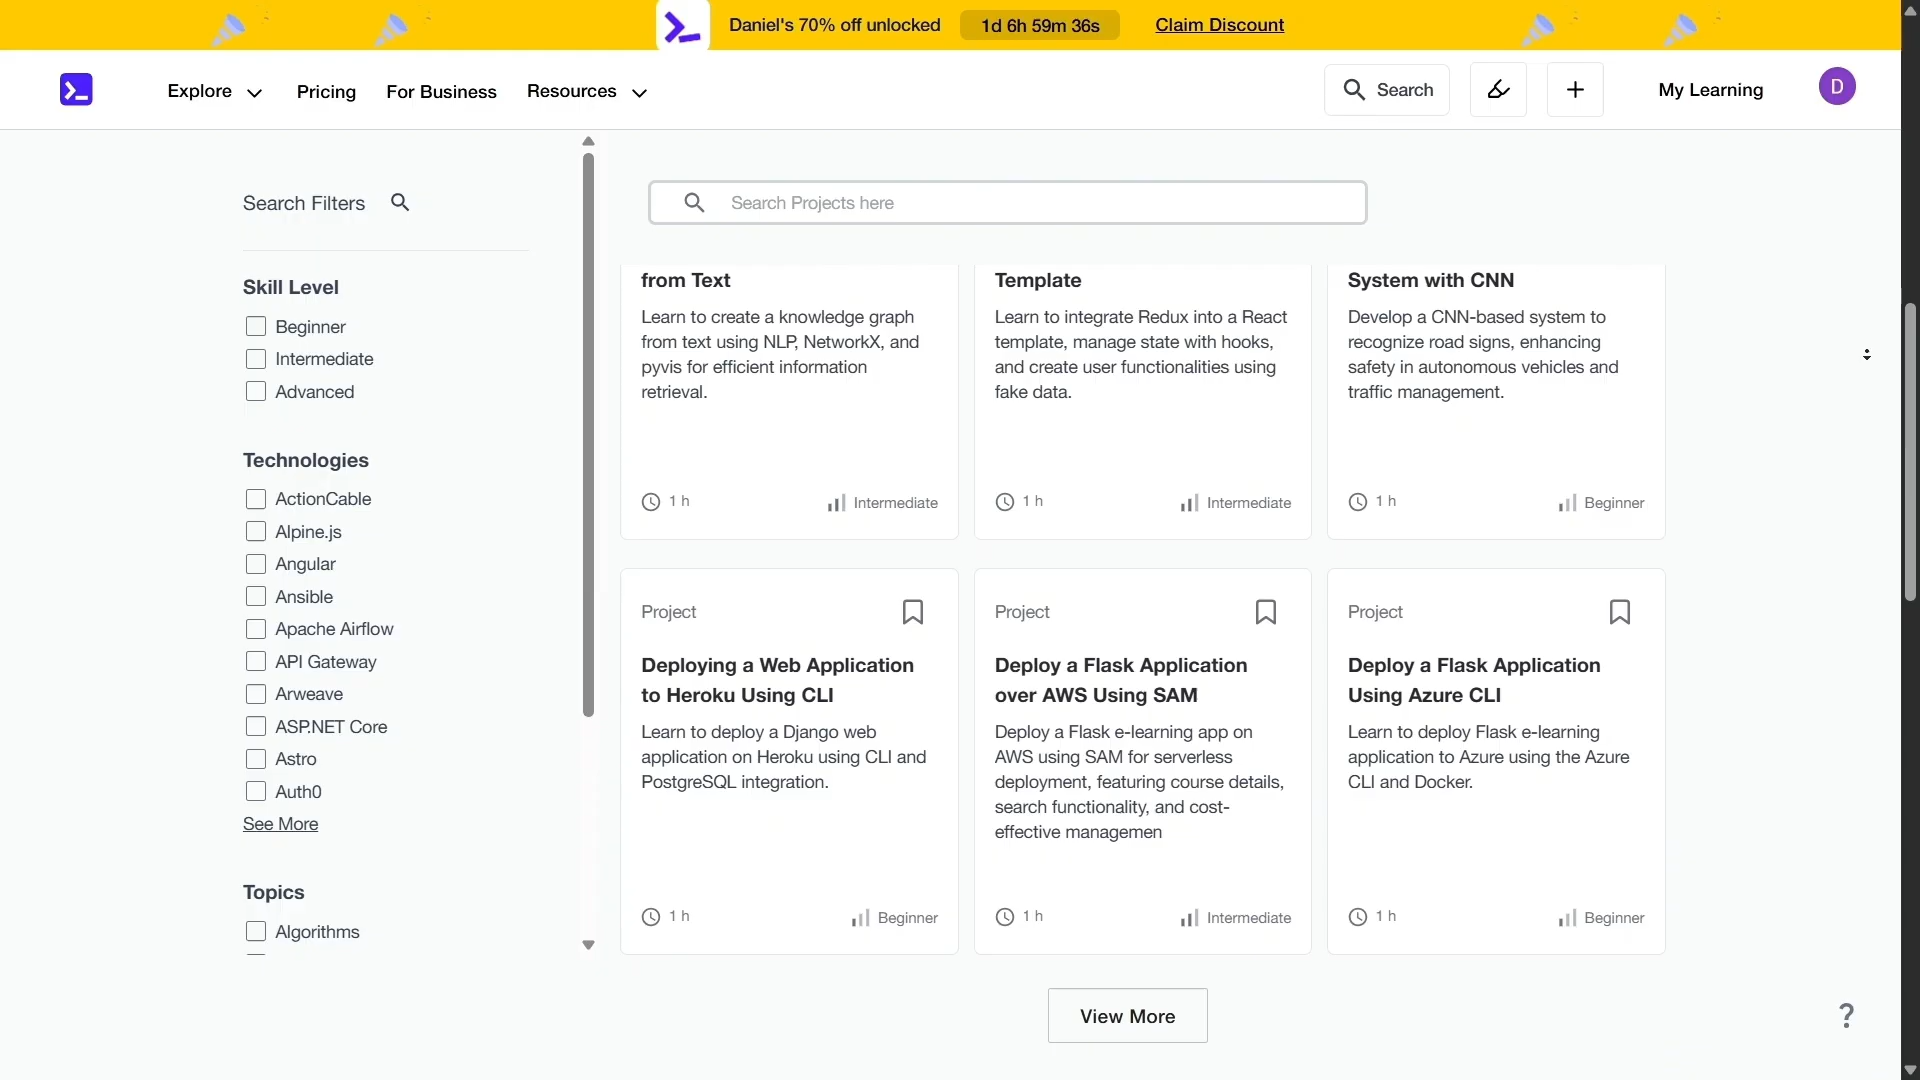 Daniel's 70% off unlocked
1d 6h 59m 36s
Claim Discount
Explore
Pricing
For Business
Resources
Search
My Learning
D
Search Filters
Skill Level
Beginner
Intermediate
Advanced
Technologies
ActionCable
Alpine.js
Angular
Ansible
Apache Airflow
API Gateway
Arweave
ASP.NET Core
Astro
Auth0
See More
Topics
Algorithms
Search Projects here
from Text
Learn to create a knowledge graph
from text using NLP, NetworkX, and
pyvis for efficient information
retrieval.
1 h
Intermediate
Template
Learn to integrate Redux into a React
template, manage state with hooks,
and create user functionalities using
fake data.
1 h
Intermediate
System with CNN
Develop a CNN-based system to
recognize road signs, enhancing
safety in autonomous vehicles and
traffic management.
1 h
Beginner
Project
Deploying a Web Application
to Heroku Using CLI
Learn to deploy a Django web
application on Heroku using CLI and
PostgreSQL integration.
1 h
Beginner
Project
Deploy a Flask Application
over AWS Using SAM
Deploy a Flask e-learning app on
AWS using SAM for serverless
deployment, featuring course details,
search functionality, and cost-
effective managemen
1 h
Intermediate
Project
Deploy a Flask Application
Using Azure CLI
Learn to deploy Flask e-learning
application to Azure using the Azure
CLI and Docker.
1 h
Beginner
View More
?